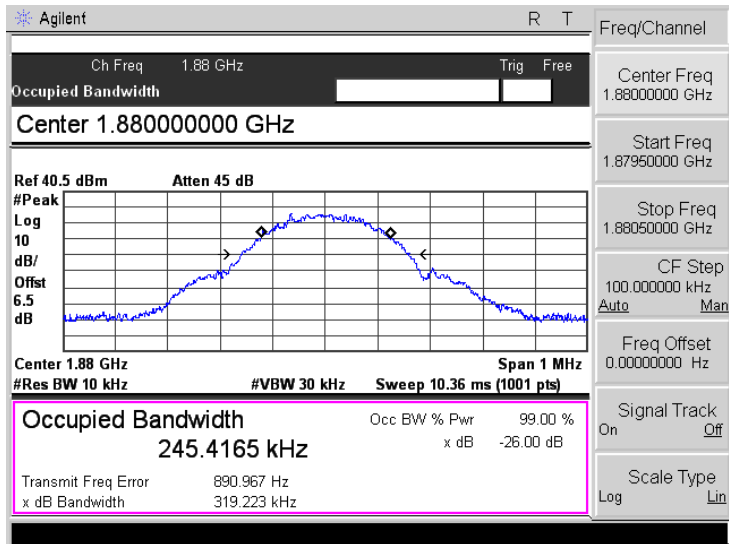 Agilent R T
Freq/Channel
Ch Freq 1.88 GHz Trig Free
Occupied Bandwidth
Center Freq
1.88000000 GHz
Center 1.880000000 GHz
Start Freq
1.87950000 GHz
Ref 40.5 dBm Atten 45 dB
#Peak
Log
10
dB/
Offst
6.5
dB
Stop Freq
1.88050000 GHz
CF Step
100.000000 kHz
Auto Man
Freq Offset
0.00000000 Hz
Center 1.88 GHz Span 1 MHz
#Res BW 10 kHz #VBW 30 kHz Sweep 10.36 ms (1001 pts)
Occupied Bandwidth Occ BW % Pwr 99.00 %
245.4165 kHz x dB -26.00 dB
Transmit Freq Error 890.967 Hz
x dB Bandwidth 319.223 kHz
Signal Track
On Off
Scale Type
Log Lin